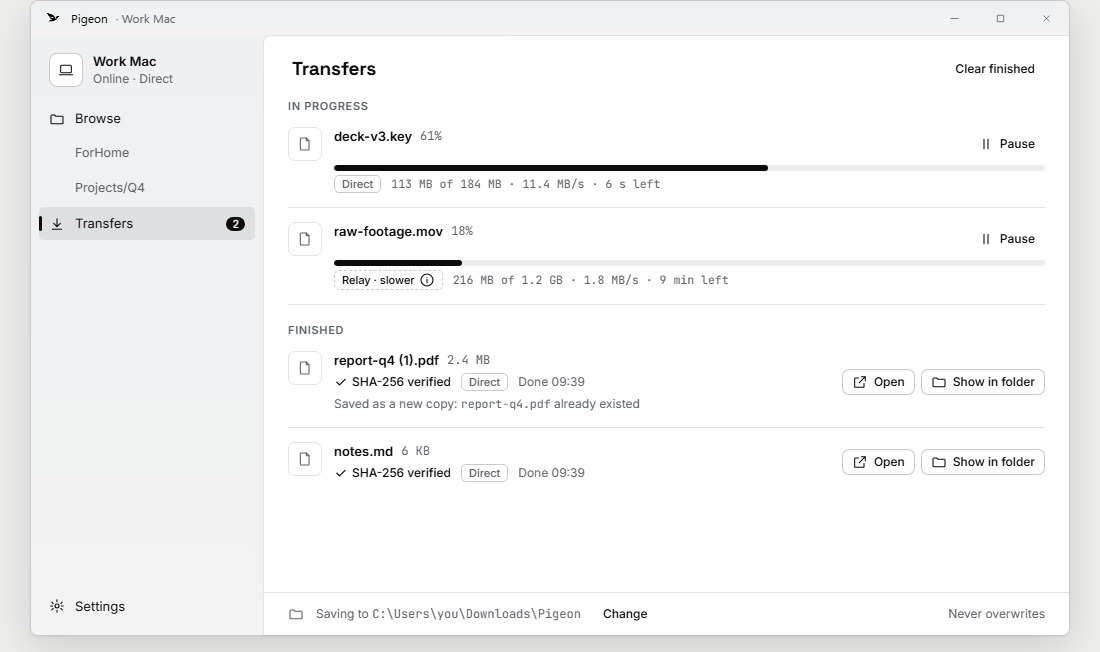 Pigeon · Work Mac
Work Mac
Online · Direct
Browse
ForHome
Projects/Q4
Transfers 2
Settings
Transfers
Clear finished
IN PROGRESS
deck-v3.key 61%
Pause
Direct 113 MB of 184 MB · 11.4 MB/s · 6 s left
raw-footage.mov 18%
Pause
Relay · slower 216 MB of 1.2 GB · 1.8 MB/s · 9 min left
FINISHED
report-q4 (1).pdf 2.4 MB
SHA-256 verified Direct Done 09:39
Open Show in folder
Saved as a new copy: report-q4.pdf already existed
notes.md 6 KB
SHA-256 verified Direct Done 09:39
Open Show in folder
Saving to C:\Users\you\Downloads\Pigeon Change
Never overwrites